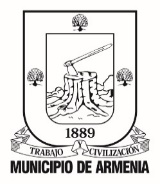 1889
TRABAJO Y CIVILIZACIÓN
MUNICIPIO DE ARMENIA